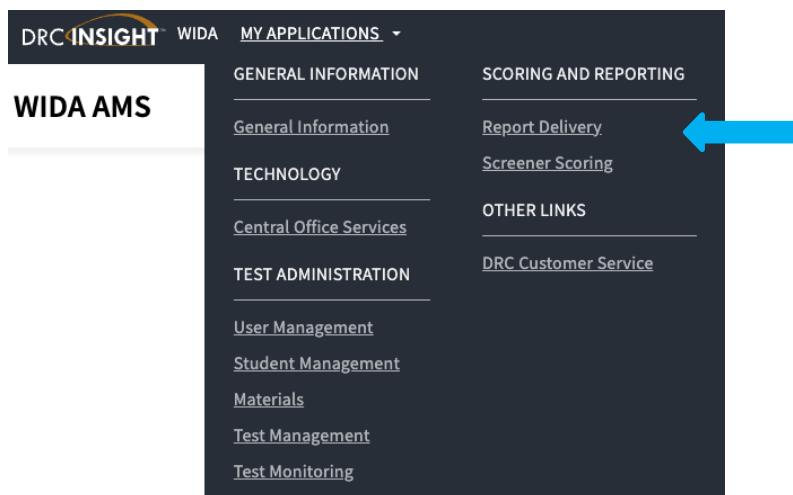 DRC INSIGHT™ WIDA MY APPLICATIONS
WIDA AMS
GENERAL INFORMATION
General Information
TECHNOLOGY
Central Office Services
TEST ADMINISTRATION
User Management
Student Management
Materials
Test Management
Test Monitoring
SCORING AND REPORTING
Report Delivery
Screener Scoring
OTHER LINKS
DRC Customer Service